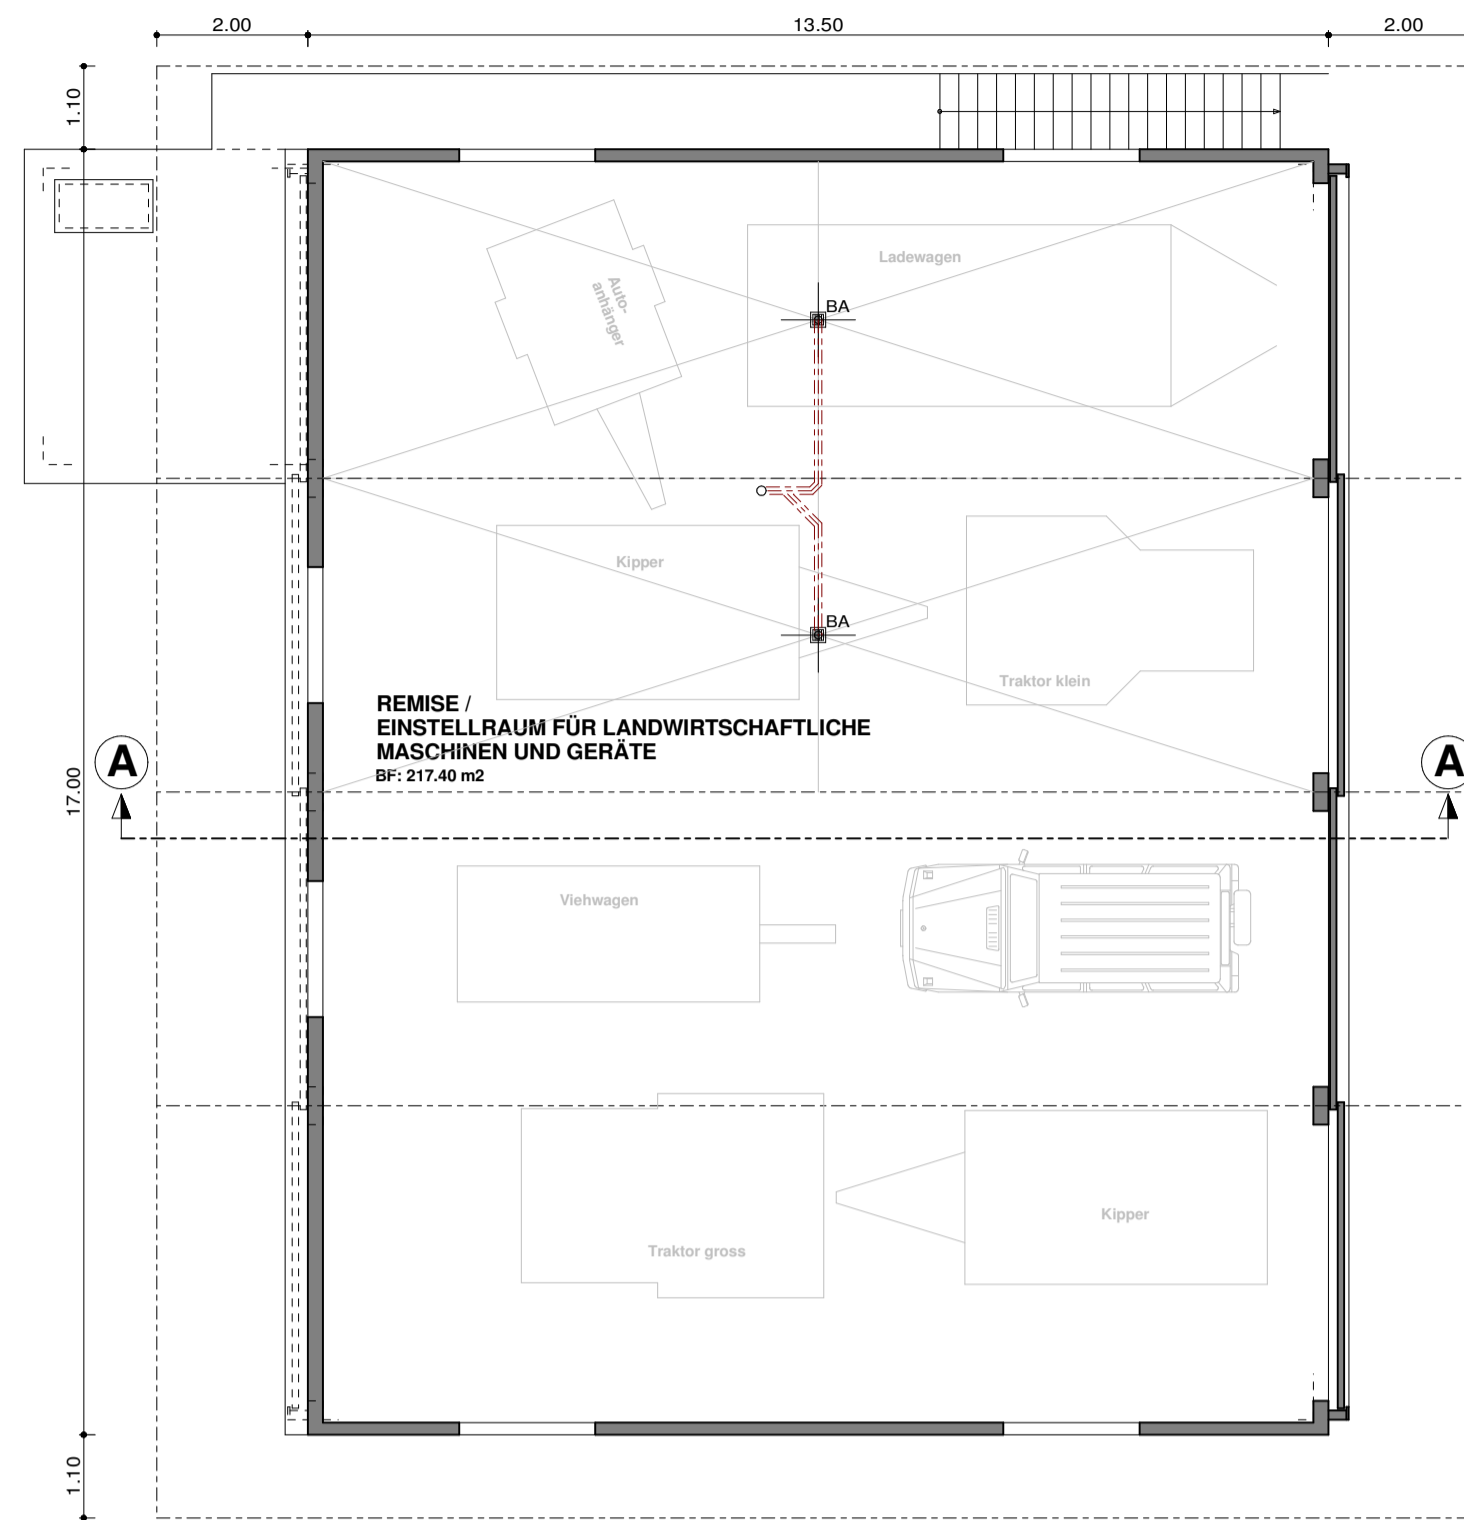 2.00
13.50
2.00
1.10
Ladewagen
Auto-
anhänger
BA
Kipper
BA
Traktor klein
REMISE /
EINSTELLRAUM FÜR LANDWIRTSCHAFTLICHE
MASCHINEN UND GERÄTE
BF: 217.40 m2
A
A
17.00
Viehwagen
Kipper
Traktor gross
1.10